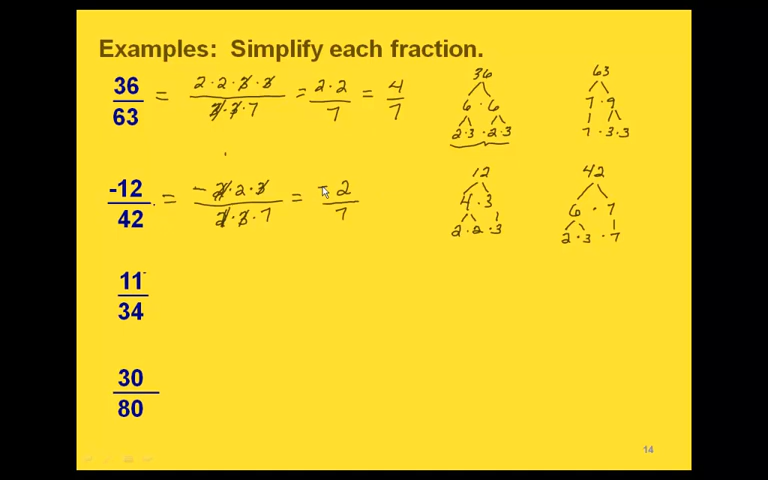 Examples: Simplify each fraction.
36/63 = 2·2·3·3 / 3·3·7 = 2·2 / 7 = 4/7
36
6 · 6
2·3 · 2·3
63
7 · 9
7 · 3·3
-12/42 = -2·2·3 / 2·3·7 = -2/7
12
4 · 3
2 · 2 · 3
42
6 · 7
2 · 3 · 7
11/34
30/80
14